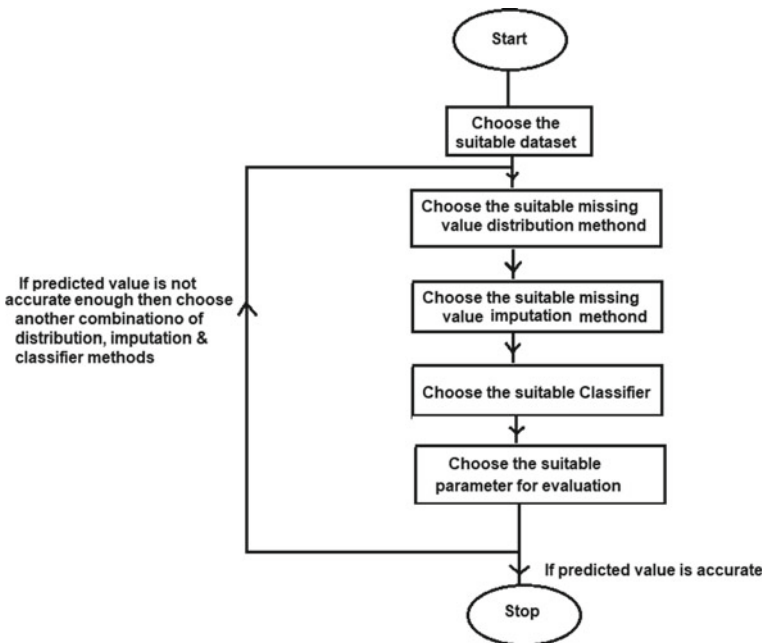 Start
Choose the
suitable dataset
Choose the suitable missing
value distribution methond
If predicted value is not
accurate enough then choose
another combinationo of
distribution, imputation &
classifier methods
Choose the suitable missing
value imputation methond
Choose the suitable Classifier
Choose the suitable
parameter for evaluation
If predicted value is accurate
Stop